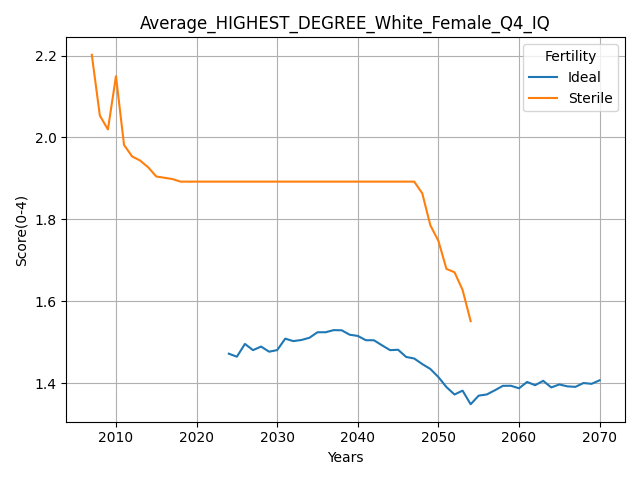 Average_HIGHEST_DEGREE_White_Female_Q4_IQ
Fertility
Ideal
Sterile
Score(0-4)
2.2
2.0
1.8
1.6
1.4
2010 2020 2030 2040 2050 2060 2070
Years